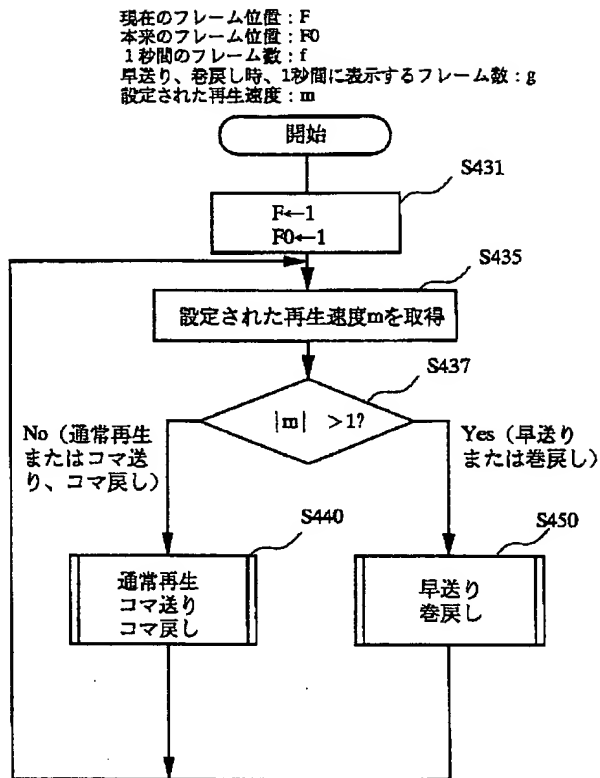 現在のフレーム位置：F
本来のフレーム位置：F0
1秒間のフレーム数：f
早送り、巻戻し時、1秒間に表示するフレーム数：g
設定された再生速度：m
開始
S431
F←1
F0←1
S435
設定された再生速度mを取得
S437
|m| >1?
No（通常再生
またはコマ送
り、コマ戻し）
Yes（早送り
または巻戻し）
S440
通常再生
コマ送り
コマ戻し
S450
早送り
巻戻し